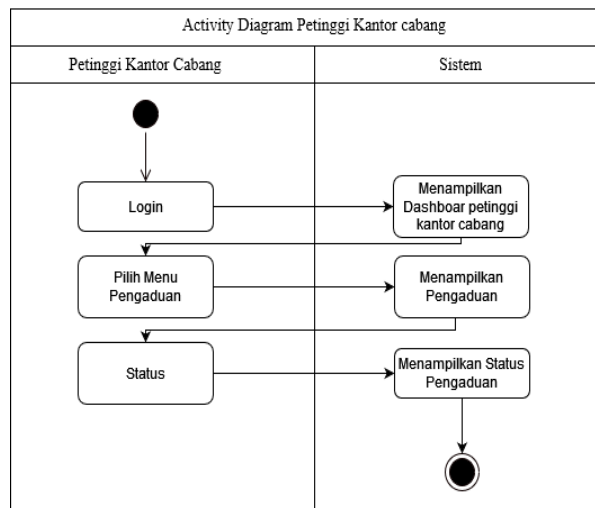 Activity Diagram Petinggi Kantor cabang
Petinggi Kantor Cabang
Sistem
Login
Menampilkan
Dashboar petinggi
kantor cabang
Pilih Menu
Pengaduan
Menampilkan
Pengaduan
Status
Menampilkan Status
Pengaduan